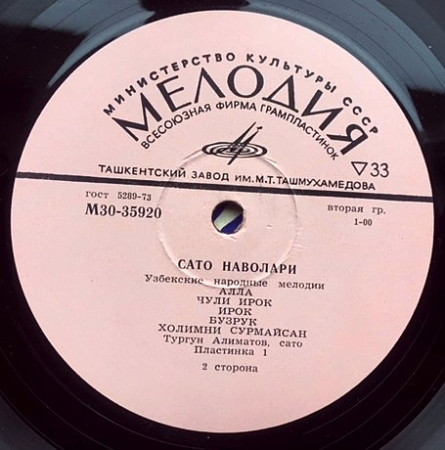 МИНИСТЕРСТВО КУЛЬТУРЫ СССР
МЕЛОДИЯ
ВСЕСОЮЗНАЯ ФИРМА ГРАМПЛАСТИНОК
▽33
ТАШКЕНТСКИЙ ЗАВОД ИМ. М.Т. ТАШМУХАМЕДОВА
гост 5289-73
вторая гр.
М30-35920
1-00
САТО НАВОЛАРИ
Узбекские народные мелодии
АЛЛА
ЧУЛИ ИРОК
ИРОК
БУЗРУК
ХОЛИМНИ СУРМАЙСАН
Тургун Алиматов, сато
Пластинка 1
2 сторона